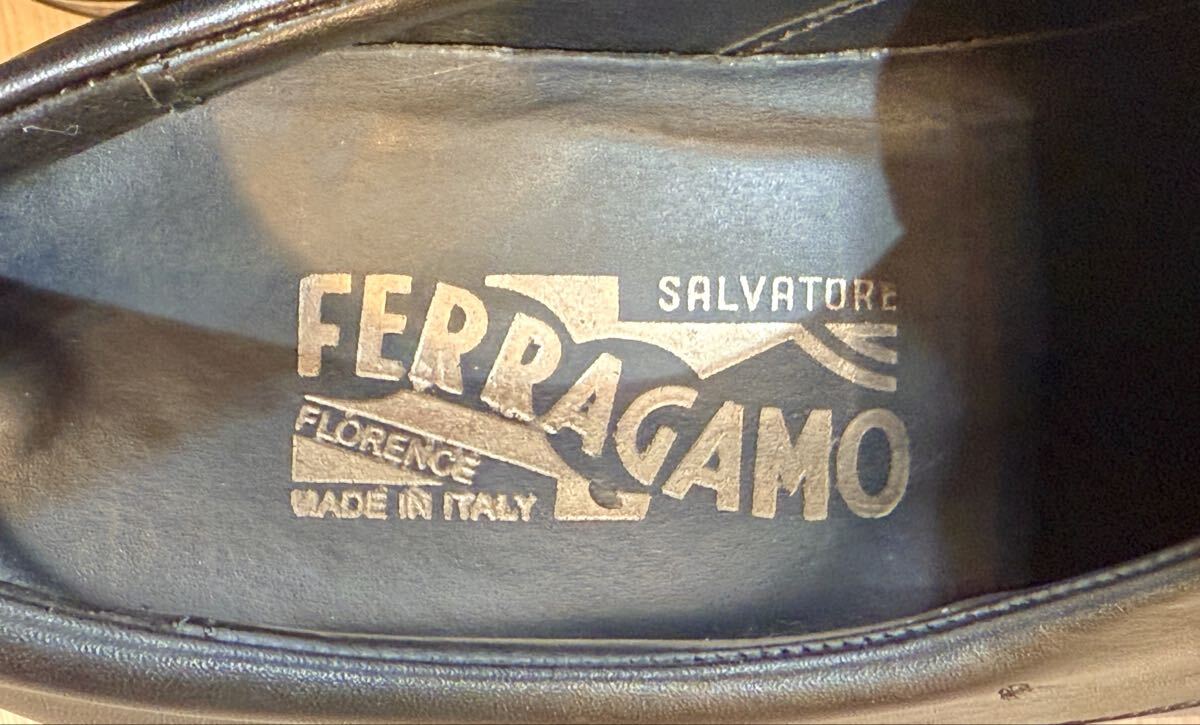 SALVATORE
FERRAGAMO
FLORENCE
MADE IN ITALY